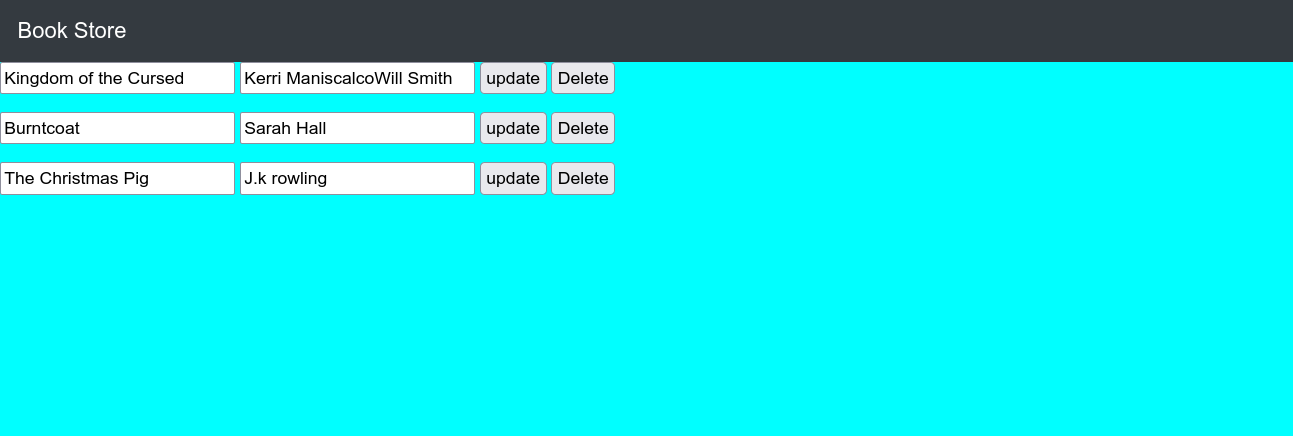 Book Store
Kingdom of the Cursed Kerri ManiscalcoWill Smith update Delete
Burntcoat Sarah Hall update Delete
The Christmas Pig J.k rowling update Delete